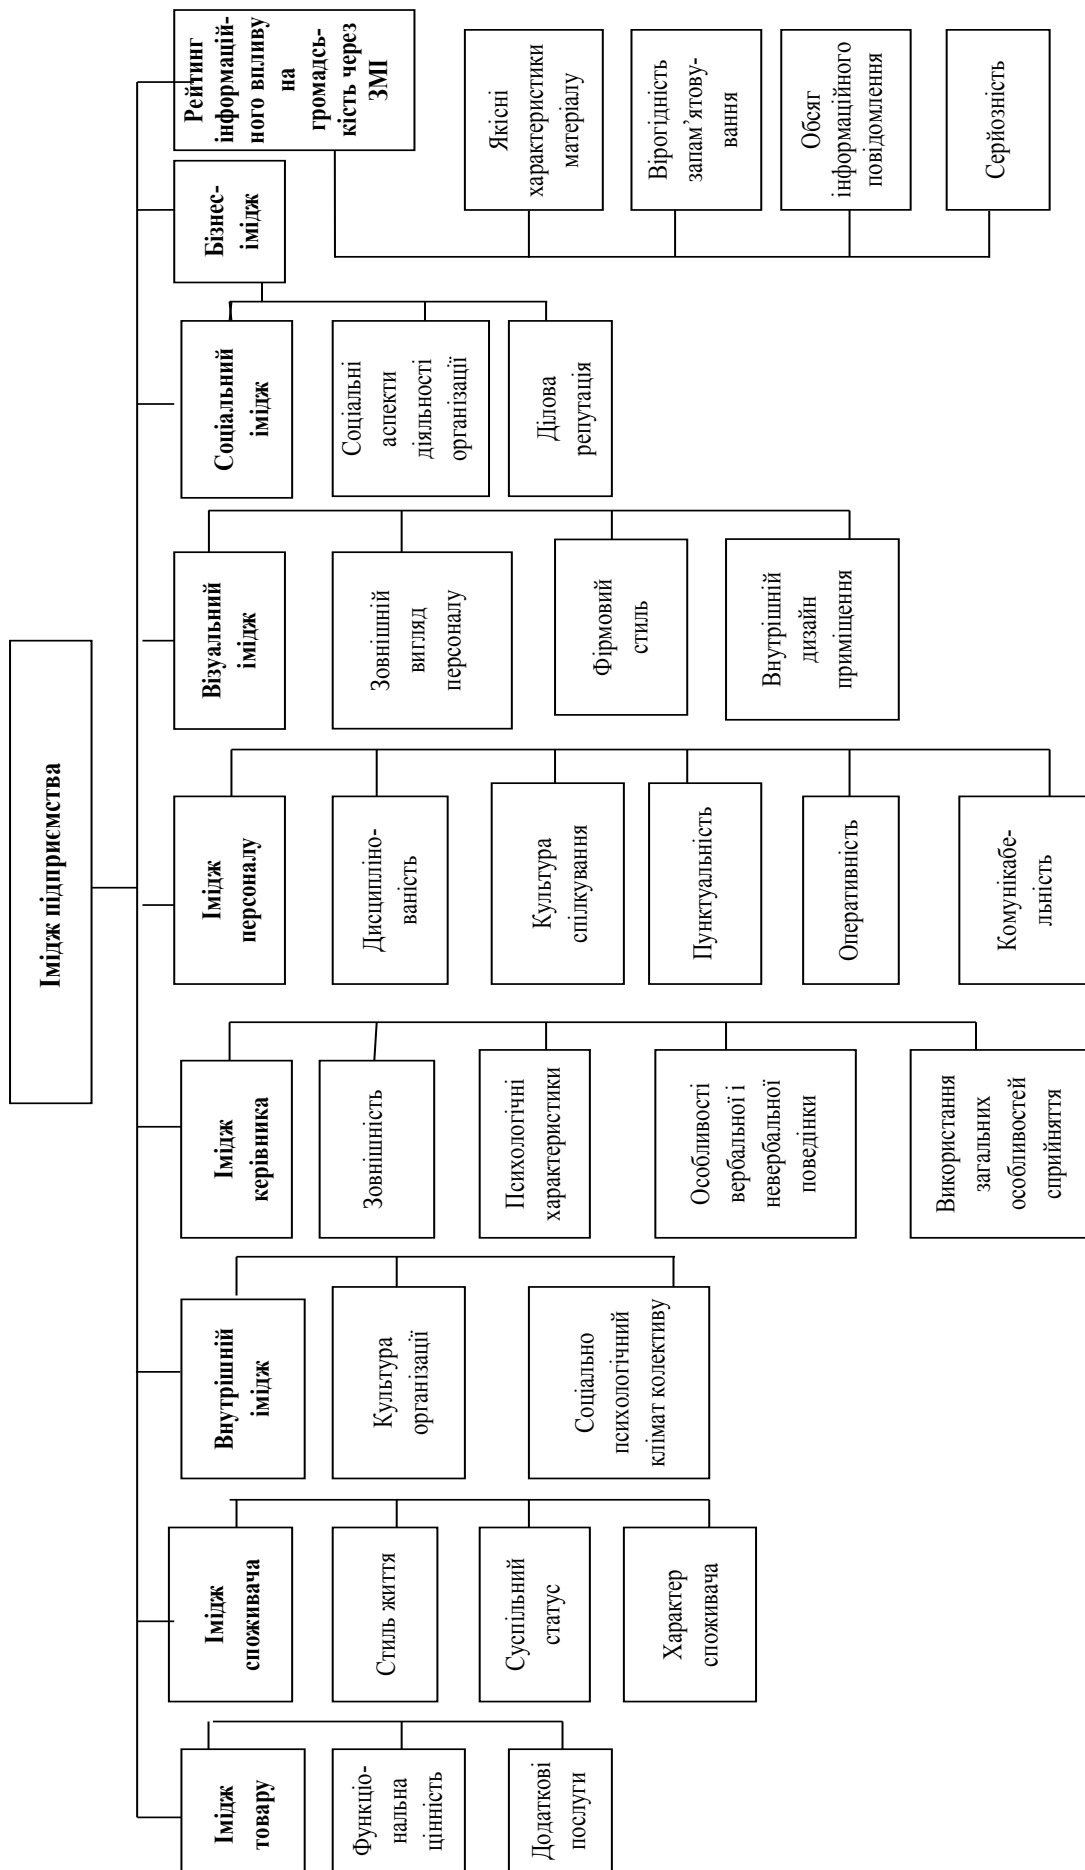 Імідж підприємства
Імідж
товару
Функціо-
нальна
цінність
Додаткові
послуги
Імідж
споживача
Стиль життя
Суспільний
статус
Характер
споживача
Внутрішній
імідж
Культура
організації
Соціально
психологічний
клімат колективу
Імідж
керівника
Зовнішність
Психологічні
характеристики
Особливості
вербальної і
невербальної
поведінки
Використання
загальних
особливостей
сприйняття
Імідж
персоналу
Дисципліно-
ваність
Культура
спілкування
Пунктуальність
Оперативність
Комунікабе-
льність
Візуальний
імідж
Зовнішній
вигляд
персоналу
Фірмовий
стиль
Внутрішній
дизайн
приміщення
Соціальний
імідж
Соціальні
аспекти
діяльності
організації
Ділова
репутація
Бізнес-
імідж
Рейтинг
інформацій-
ного впливу
на
громадсь-
кість через
ЗМІ
Якісні
характеристики
матеріалу
Вірогідність
запам’ятову-
вання
Обсяг
інформаційного
повідомлення
Серйозність